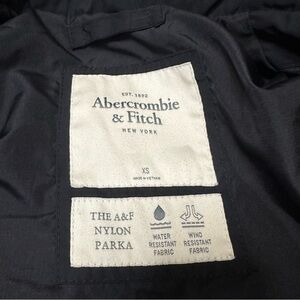 EST. 1892
Abercrombie
& Fitch
NEW YORK
XS
MADE IN VIETNAM
THE A&F
NYLON
PARKA
WATER
RESISTANT
FABRIC
WIND
RESISTANT
FABRIC